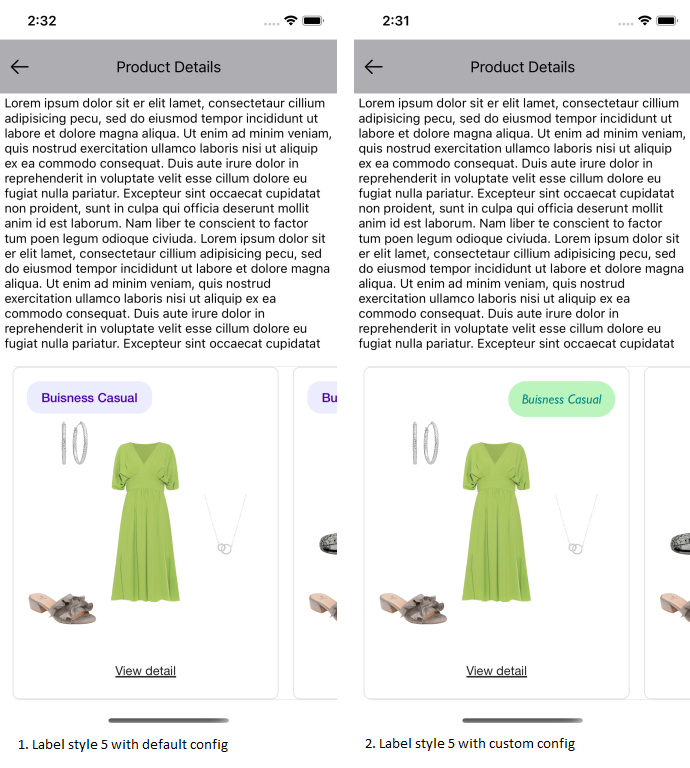 2:32
Product Details
Lorem ipsum dolor sit er elit lamet, consectetaur cillium
adipisicing pecu, sed do eiusmod tempor incididunt ut
labore et dolore magna aliqua. Ut enim ad minim veniam,
quis nostrud exercitation ullamco laboris nisi ut aliquip
ex ea commodo consequat. Duis aute irure dolor in
reprehenderit in voluptate velit esse cillum dolore eu
fugiat nulla pariatur. Excepteur sint occaecat cupidatat
non proident, sunt in culpa qui officia deserunt mollit
anim id est laborum. Nam liber te conscient to factor
tum poen legum odioque civiuda. Lorem ipsum dolor sit
er elit lamet, consectetaur cillium adipisicing pecu, sed
do eiusmod tempor incididunt ut labore et dolore magna
aliqua. Ut enim ad minim veniam, quis nostrud
exercitation ullamco laboris nisi ut aliquip ex ea
commodo consequat. Duis aute irure dolor in
reprehenderit in voluptate velit esse cillum dolore eu
fugiat nulla pariatur. Excepteur sint occaecat cupidatat
Buisness Casual
Bu
View detail
1. Label style 5 with default config
2:31
Product Details
Lorem ipsum dolor sit er elit lamet, consectetaur cillium
adipisicing pecu, sed do eiusmod tempor incididunt ut
labore et dolore magna aliqua. Ut enim ad minim veniam,
quis nostrud exercitation ullamco laboris nisi ut aliquip
ex ea commodo consequat. Duis aute irure dolor in
reprehenderit in voluptate velit esse cillum dolore eu
fugiat nulla pariatur. Excepteur sint occaecat cupidatat
non proident, sunt in culpa qui officia deserunt mollit
anim id est laborum. Nam liber te conscient to factor
tum poen legum odioque civiuda. Lorem ipsum dolor sit
er elit lamet, consectetaur cillium adipisicing pecu, sed
do eiusmod tempor incididunt ut labore et dolore magna
aliqua. Ut enim ad minim veniam, quis nostrud
exercitation ullamco laboris nisi ut aliquip ex ea
commodo consequat. Duis aute irure dolor in
reprehenderit in voluptate velit esse cillum dolore eu
fugiat nulla pariatur. Excepteur sint occaecat cupidatat
Buisness Casual
View detail
2. Label style 5 with custom config